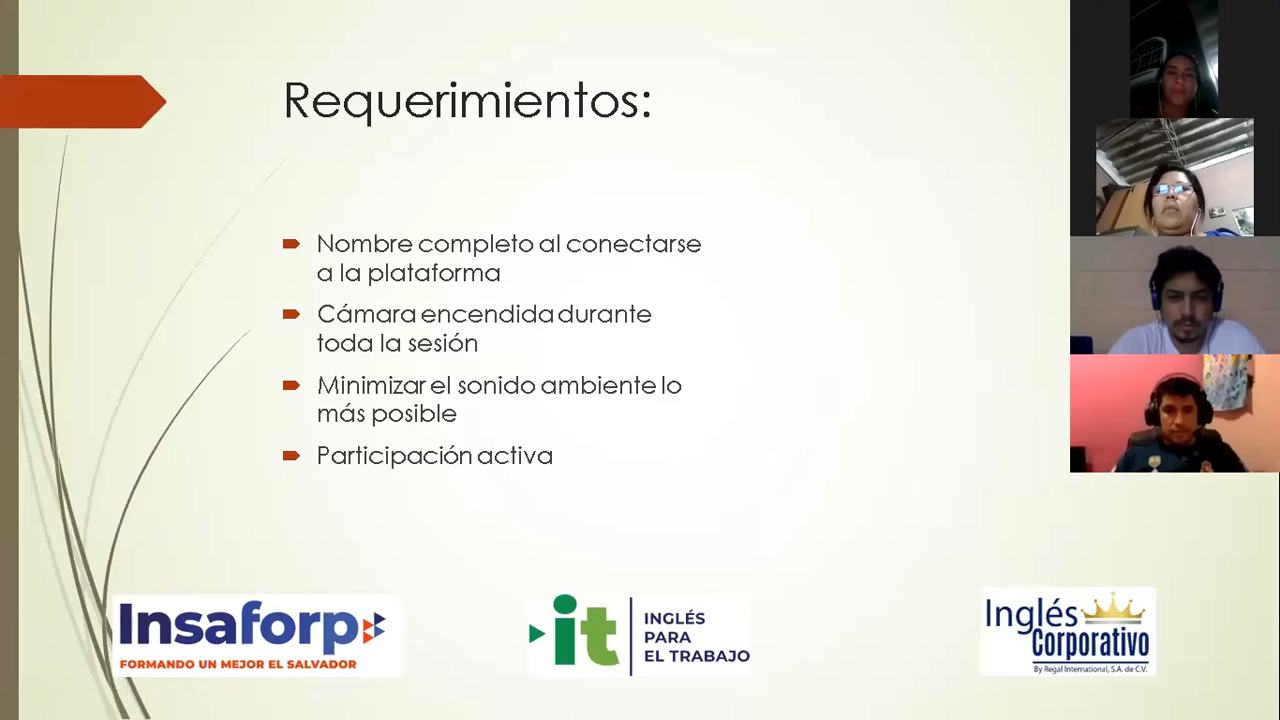 Requerimientos:
Nombre completo al conectarse
a la plataforma
Cámara encendida durante
toda la sesión
Minimizar el sonido ambiente lo
más posible
Participación activa
Insaforp
FORMANDO UN MEJOR EL SALVADOR
it
INGLÉS
PARA
EL TRABAJO
Inglés
Corporativo
By Regal International, S.A. de C.V.